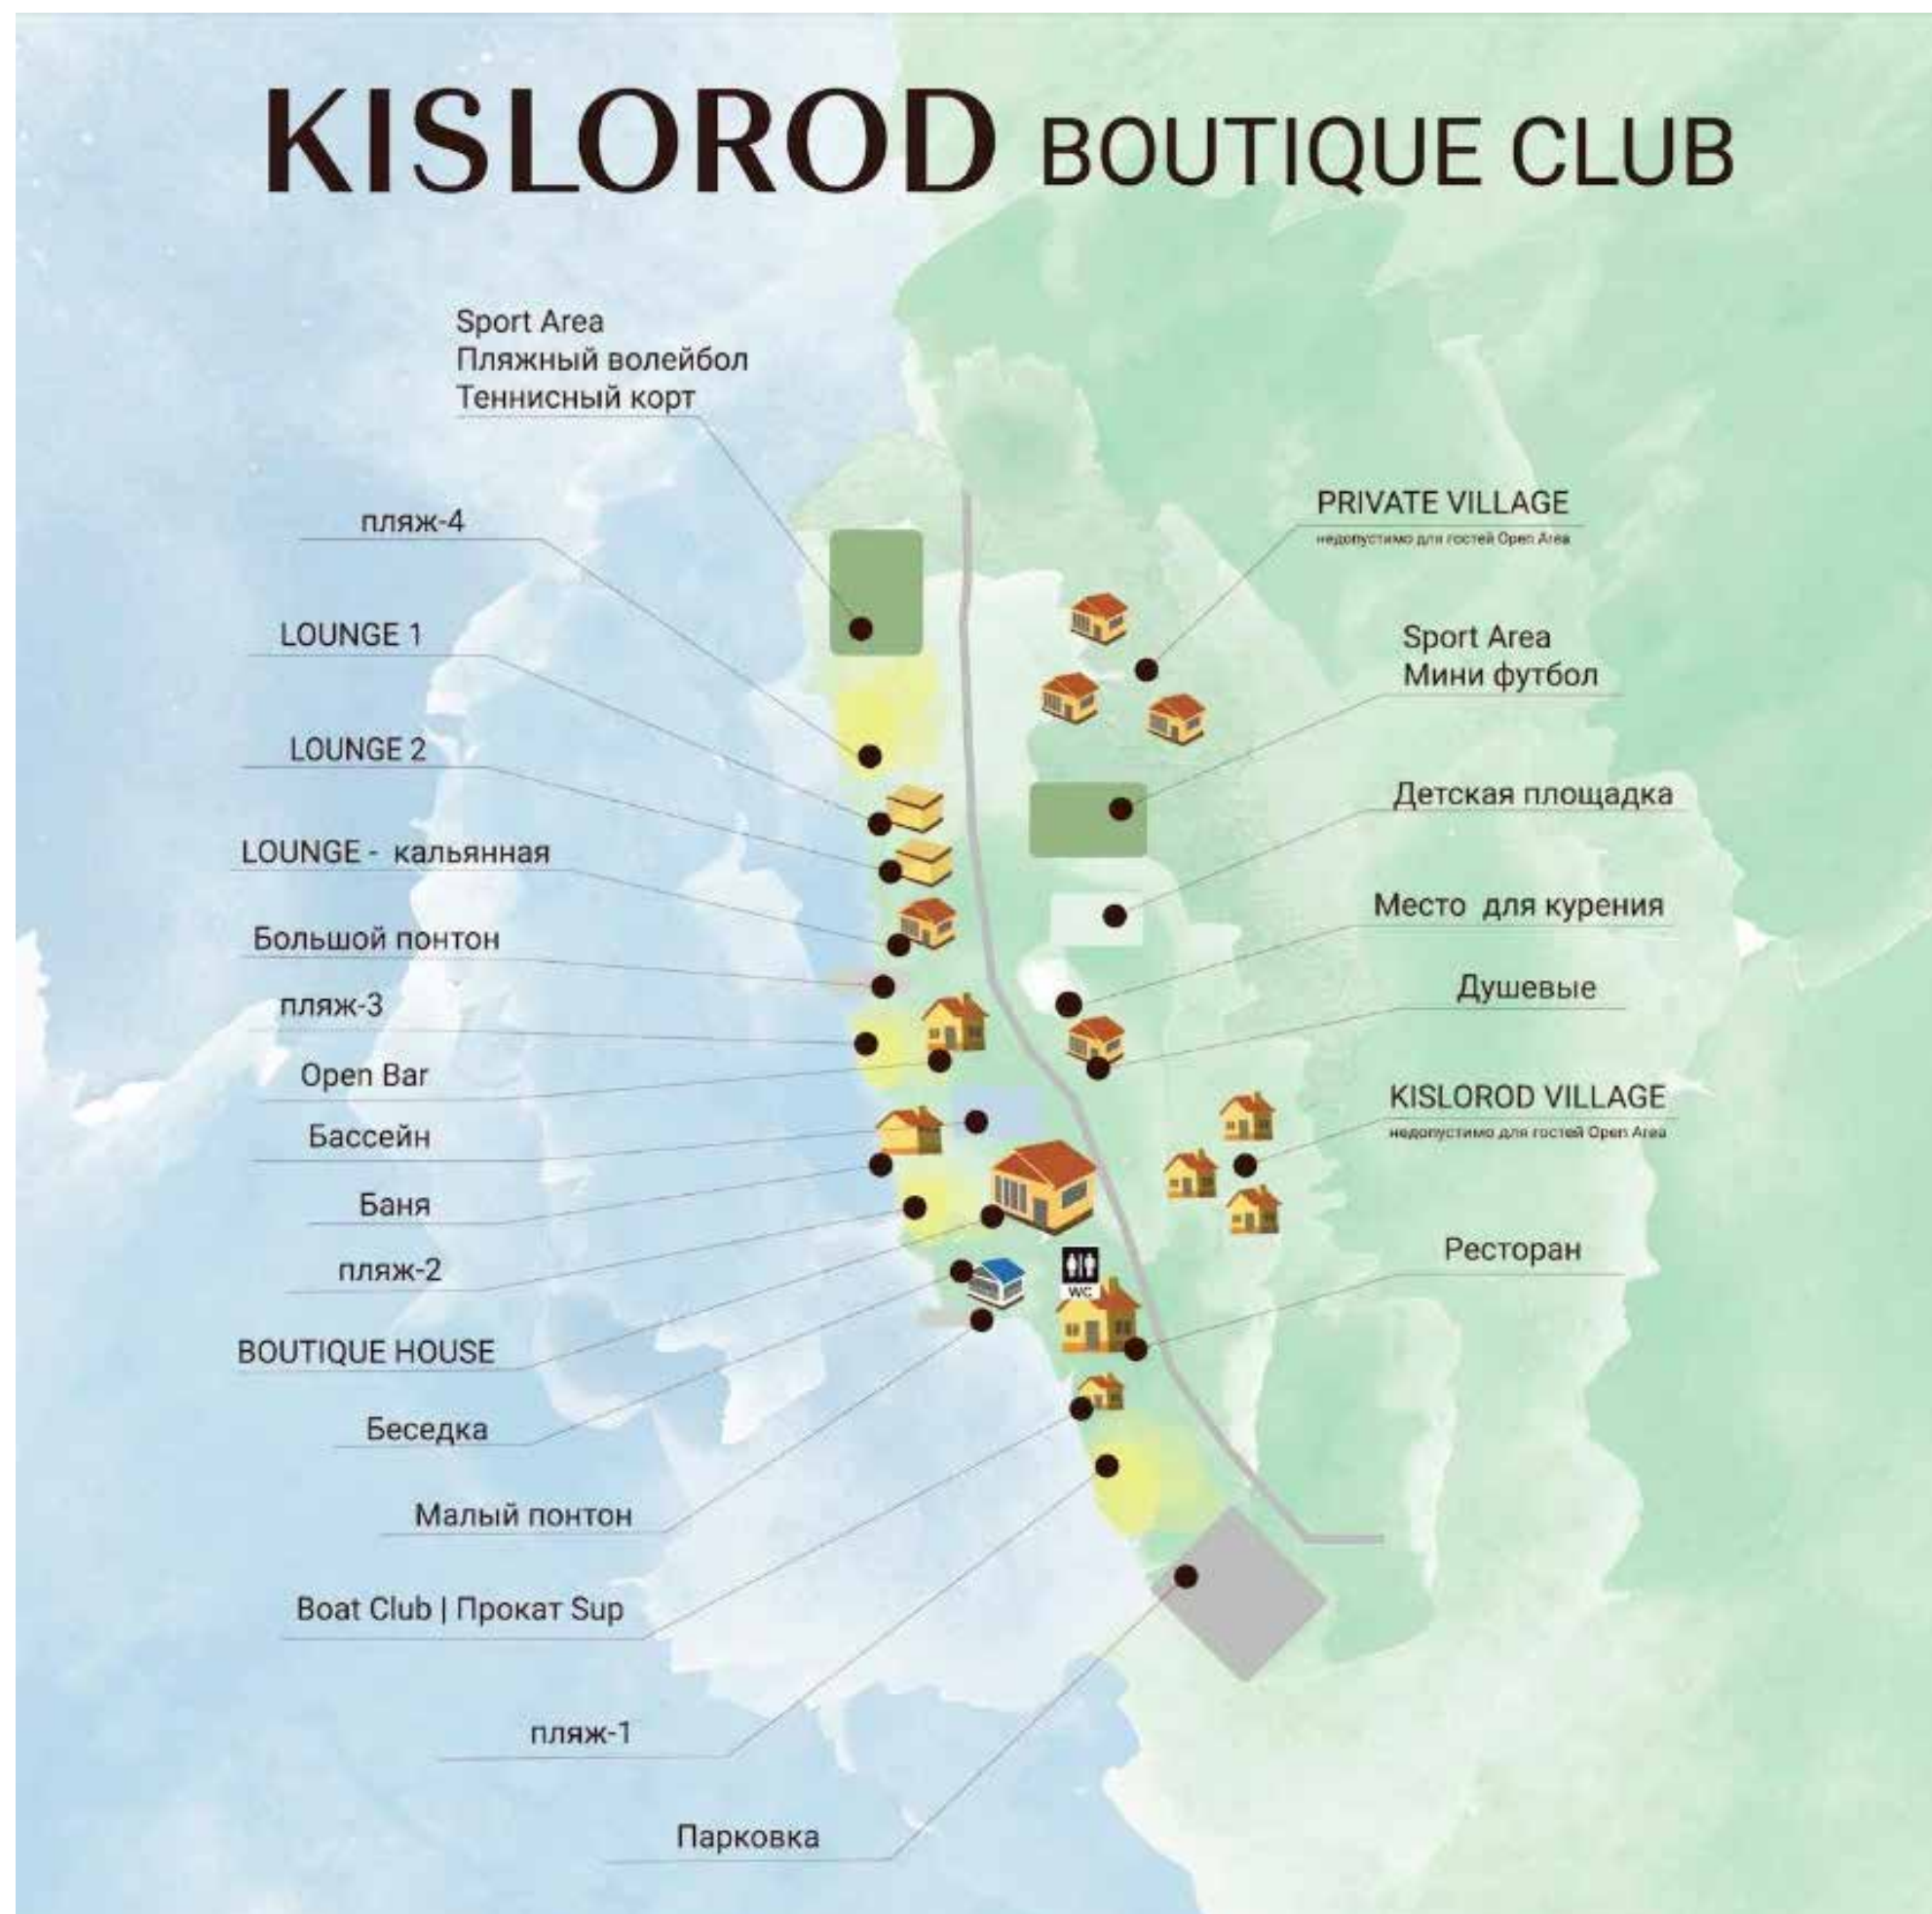 KISLOROD BOUTIQUE CLUB
Sport Area
Пляжный волейбол
Теннисный корт
пляж-4
LOUNGE 1
LOUNGE 2
LOUNGE - кальянная
Большой понтон
пляж-3
Open Bar
Бассейн
Баня
пляж-2
BOUTIQUE HOUSE
Беседка
Малый понтон
Boat Club | Прокат Sup
пляж-1
Парковка
PRIVATE VILLAGE
недопустимо для гостей Open Area
Sport Area
Мини футбол
Детская площадка
Место для курения
Душевые
KISLOROD VILLAGE
недопустимо для гостей Open Area
Ресторан
WC